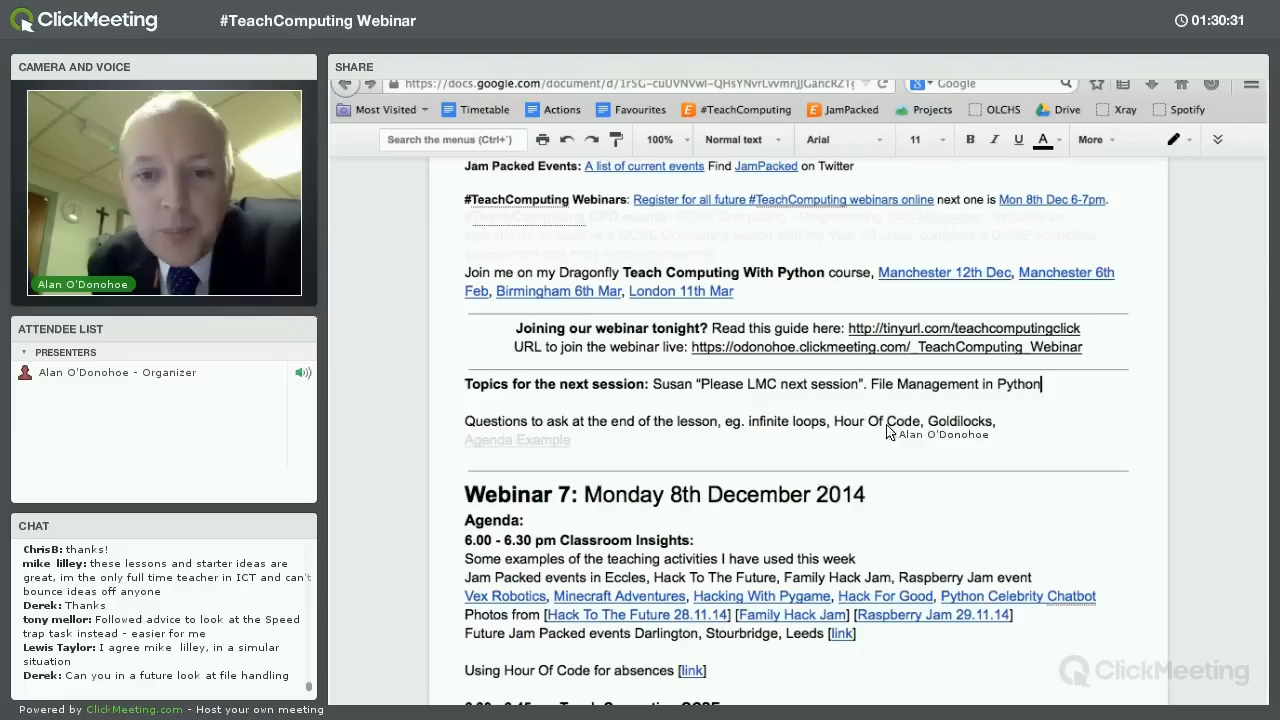 ClickMeeting
#TeachComputing Webinar
01:30:31
CAMERA AND VOICE
Alan O'Donohoe
ATTENDEE LIST
PRESENTERS
Alan O'Donohoe - Organizer
CHAT
ChrisB: thanks!
mike lilley: these lessons and starter ideas are
great, im the only full time teacher in ICT and can't
bounce ideas off anyone
Derek: Thanks
tony mellor: Followed advice to look at the Speed
trap task instead - easier for me
Lewis Taylor: I agree mike lilley, in a simular
situation
Derek: Can you in a future look at file handling
Powered by ClickMeeting.com - Host your own meeting
SHARE
Google
Most Visited Timetable Actions Favourites #TeachComputing JamPacked Projects OLCHS Drive Xray Spotify
Search the menus (Ctrl+`) 100% Normal text Arial 11 B I U A More
Jam Packed Events: A list of current events Find JamPacked on Twitter
#TeachComputing Webinars: Register for all future #TeachComputing webinars online next one is Mon 8th Dec 6-7pm.
Join me on my Dragonfly Teach Computing With Python course, Manchester 12th Dec, Manchester 6th
Feb, Birmingham 6th Mar, London 11th Mar
Joining our webinar tonight? Read this guide here: http://tinyurl.com/teachcomputingclick
URL to join the webinar live: https://odonohoe.clickmeeting.com/_TeachComputing_Webinar
Topics for the next session: Susan “Please LMC next session”. File Management in Python
Questions to ask at the end of the lesson, eg. infinite loops, Hour Of Code, Goldilocks,
Alan O'Donohoe
Agenda Example
Webinar 7: Monday 8th December 2014
Agenda:
6.00 - 6.30 pm Classroom Insights:
Some examples of the teaching activities I have used this week
Jam Packed events in Eccles, Hack To The Future, Family Hack Jam, Raspberry Jam event
Vex Robotics, Minecraft Adventures, Hacking With Pygame, Hack For Good, Python Celebrity Chatbot
Photos from [Hack To The Future 28.11.14] [Family Hack Jam] [Raspberry Jam 29.11.14]
Future Jam Packed events Darlington, Stourbridge, Leeds [link]
Using Hour Of Code for absences [link]
ClickMeeting